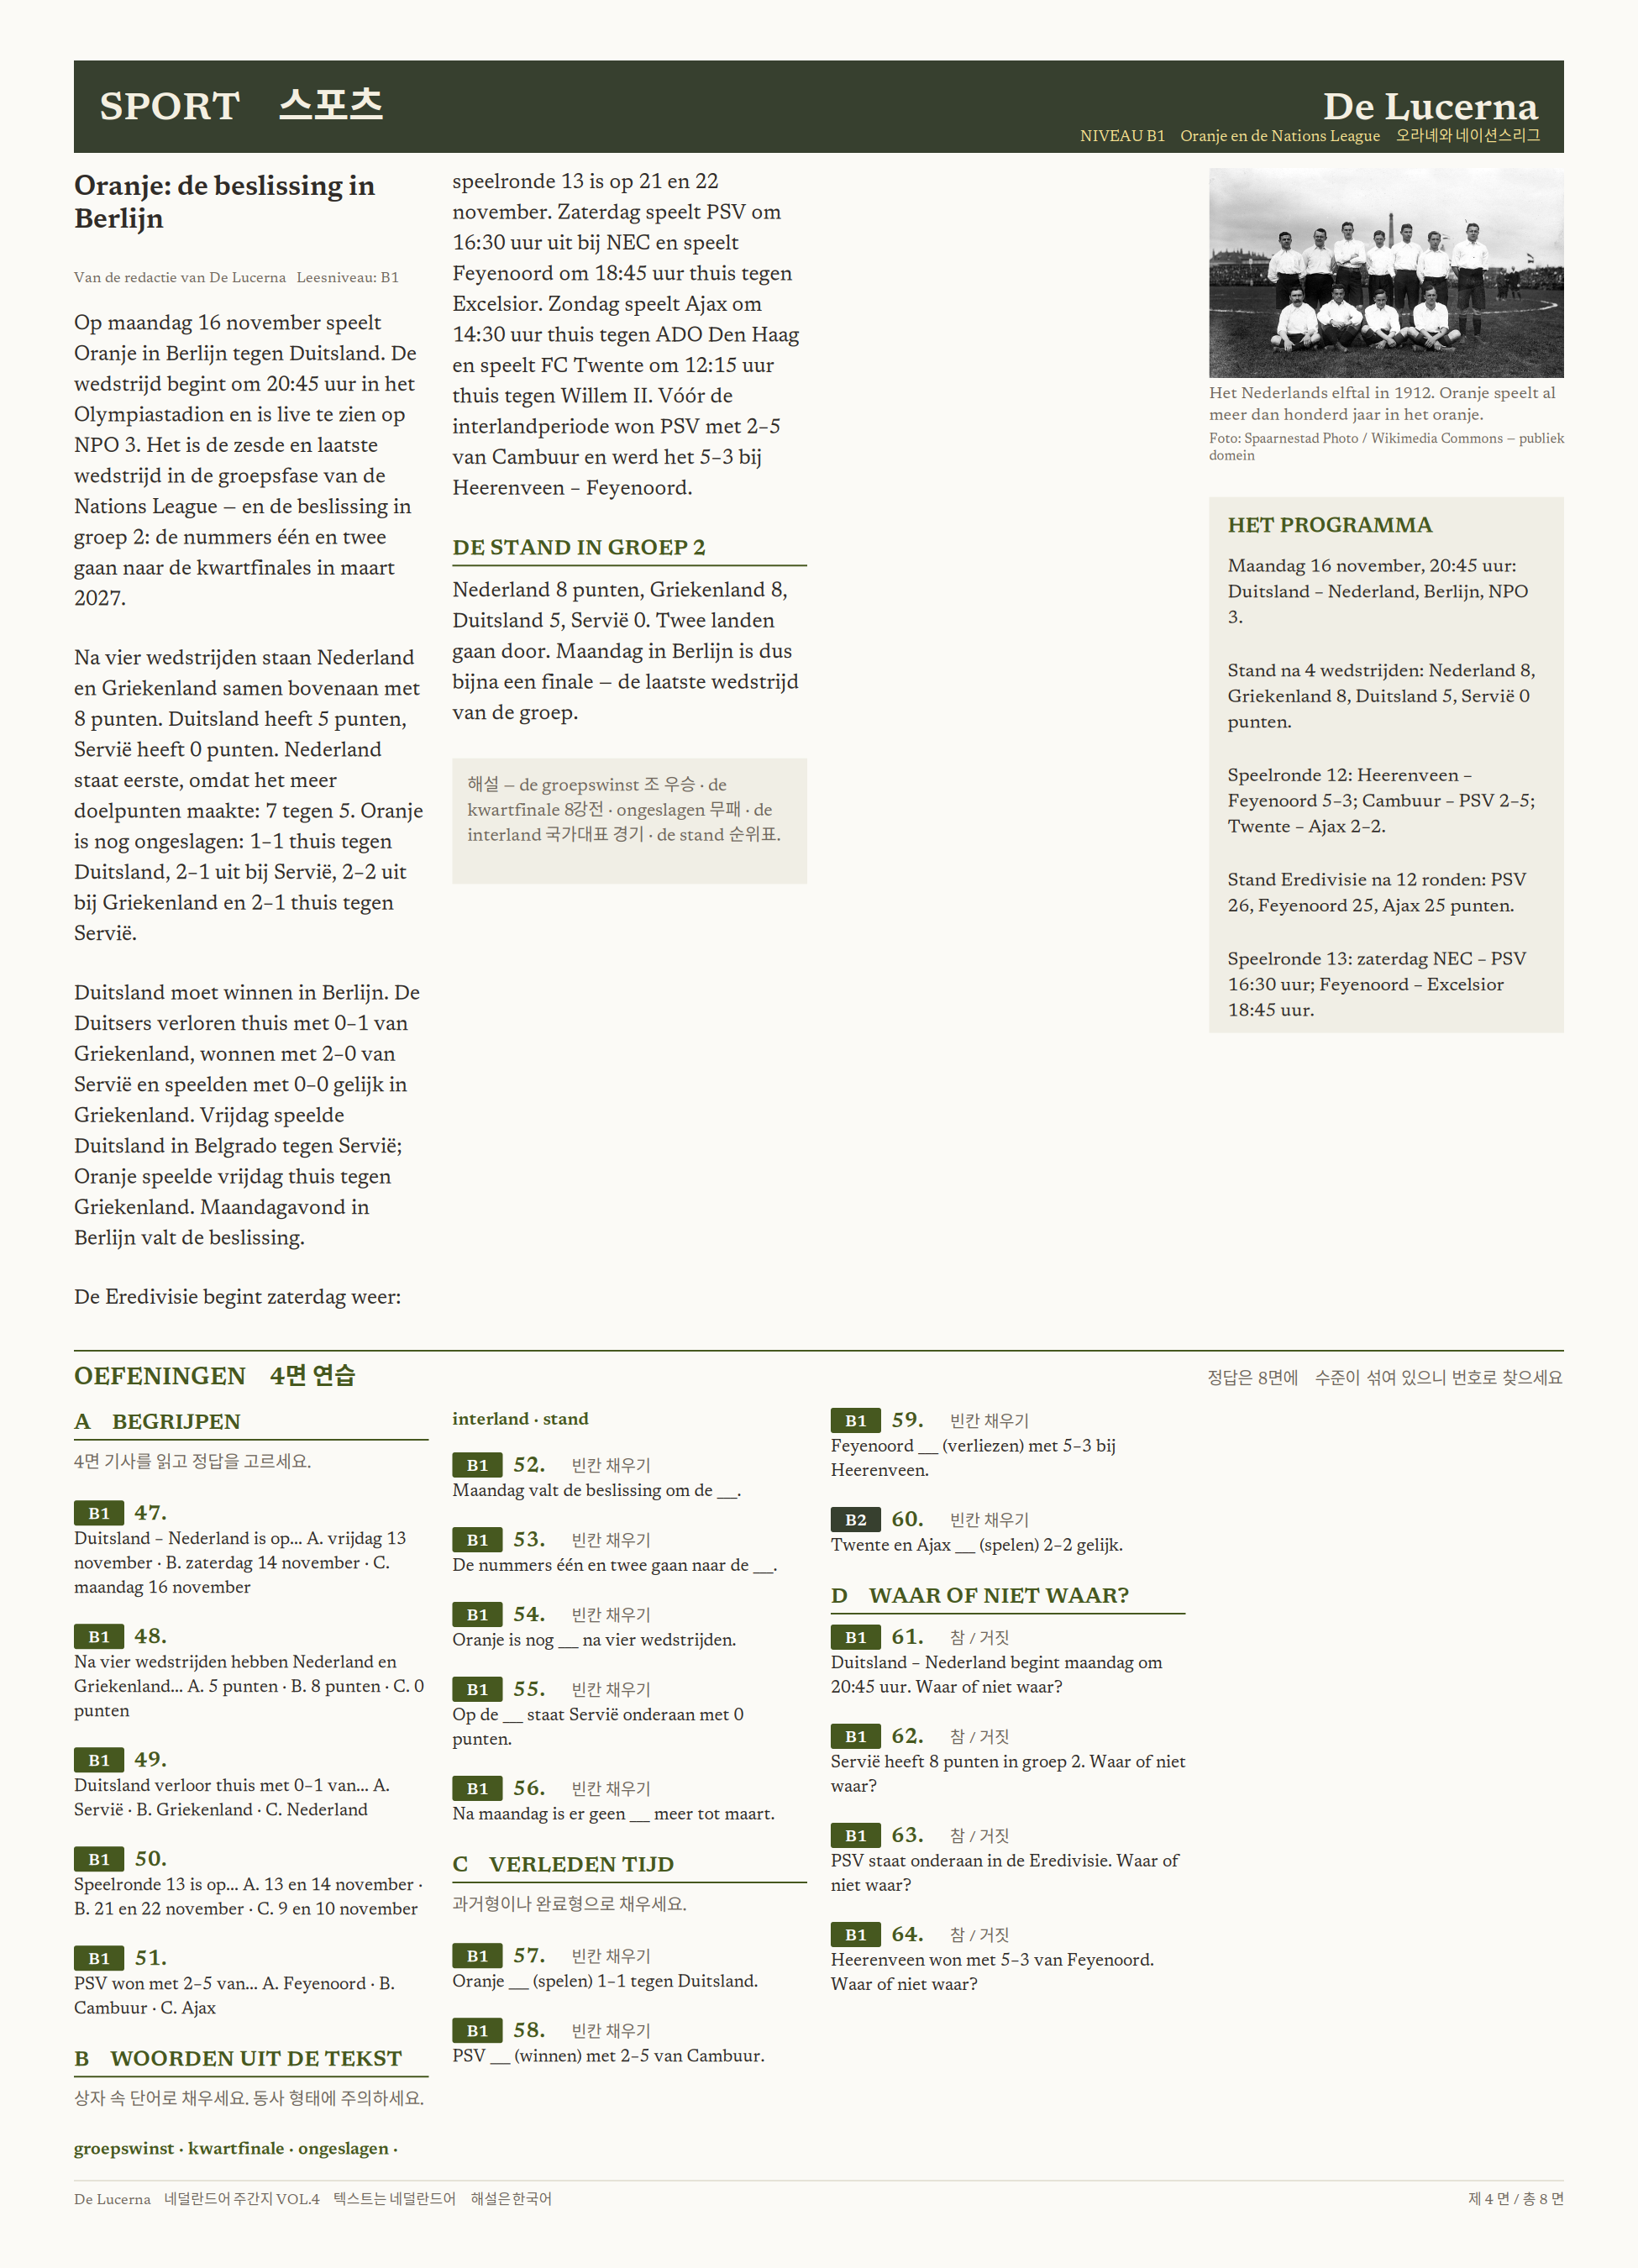 SPORT 스포츠
De Lucerna
NIVEAU B1 Oranje en de Nations League 오라녜와 네이션스리그
Oranje: de beslissing in
Berlijn
Van de redactie van De Lucerna Leesniveau: B1
Op maandag 16 november speelt
Oranje in Berlijn tegen Duitsland. De
wedstrijd begint om 20:45 uur in het
Olympiastadion en is live te zien op
NPO 3. Het is de zesde en laatste
wedstrijd in de groepsfase van de
Nations League – en de beslissing in
groep 2: de nummers één en twee
gaan naar de kwartfinales in maart
2027.
Na vier wedstrijden staan Nederland
en Griekenland samen bovenaan met
8 punten. Duitsland heeft 5 punten,
Servië heeft 0 punten. Nederland
staat eerste, omdat het meer
doelpunten maakte: 7 tegen 5. Oranje
is nog ongeslagen: 1–1 thuis tegen
Duitsland, 2–1 uit bij Servië, 2–2 uit
bij Griekenland en 2–1 thuis tegen
Servië.
Duitsland moet winnen in Berlijn. De
Duitsers verloren thuis met 0–1 van
Griekenland, wonnen met 2–0 van
Servië en speelden met 0–0 gelijk in
Griekenland. Vrijdag speelde
Duitsland in Belgrado tegen Servië;
Oranje speelde vrijdag thuis tegen
Griekenland. Maandagavond in
Berlijn valt de beslissing.
De Eredivisie begint zaterdag weer:
speelronde 13 is op 21 en 22
november. Zaterdag speelt PSV om
16:30 uur uit bij NEC en speelt
Feyenoord om 18:45 uur thuis tegen
Excelsior. Zondag speelt Ajax om
14:30 uur thuis tegen ADO Den Haag
en speelt FC Twente om 12:15 uur
thuis tegen Willem II. Vóór de
interlandperiode won PSV met 2–5
van Cambuur en werd het 5–3 bij
Heerenveen – Feyenoord.
DE STAND IN GROEP 2
Nederland 8 punten, Griekenland 8,
Duitsland 5, Servië 0. Twee landen
gaan door. Maandag in Berlijn is dus
bijna een finale – de laatste wedstrijd
van de groep.
해설 – de groepswinst 조 우승 · de
kwartfinale 8강전 · ongeslagen 무패 · de
interland 국가대표 경기 · de stand 순위표.
Het Nederlands elftal in 1912. Oranje speelt al
meer dan honderd jaar in het oranje.
Foto: Spaarnestad Photo / Wikimedia Commons – publiek
domein
HET PROGRAMMA
Maandag 16 november, 20:45 uur:
Duitsland – Nederland, Berlijn, NPO
3.
Stand na 4 wedstrijden: Nederland 8,
Griekenland 8, Duitsland 5, Servië 0
punten.
Speelronde 12: Heerenveen –
Feyenoord 5–3; Cambuur – PSV 2–5;
Twente – Ajax 2–2.
Stand Eredivisie na 12 ronden: PSV
26, Feyenoord 25, Ajax 25 punten.
Speelronde 13: zaterdag NEC – PSV
16:30 uur; Feyenoord – Excelsior
18:45 uur.
OEFENINGEN 4면 연습
정답은 8면에 수준이 섞여 있으니 번호로 찾으세요
A BEGRIJPEN
4면 기사를 읽고 정답을 고르세요.
B1 47.
Duitsland – Nederland is op... A. vrijdag 13
november · B. zaterdag 14 november · C.
maandag 16 november
B1 48.
Na vier wedstrijden hebben Nederland en
Griekenland... A. 5 punten · B. 8 punten · C. 0
punten
B1 49.
Duitsland verloor thuis met 0–1 van... A.
Servië · B. Griekenland · C. Nederland
B1 50.
Speelronde 13 is op... A. 13 en 14 november ·
B. 21 en 22 november · C. 9 en 10 november
B1 51.
PSV won met 2–5 van... A. Feyenoord · B.
Cambuur · C. Ajax
B WOORDEN UIT DE TEKST
상자 속 단어로 채우세요. 동사 형태에 주의하세요.
groepswinst · kwartfinale · ongeslagen ·
interland · stand
B1 52. 빈칸 채우기
Maandag valt de beslissing om de ___.
B1 53. 빈칸 채우기
De nummers één en twee gaan naar de ___.
B1 54. 빈칸 채우기
Oranje is nog ___ na vier wedstrijden.
B1 55. 빈칸 채우기
Op de ___ staat Servië onderaan met 0
punten.
B1 56. 빈칸 채우기
Na maandag is er geen ___ meer tot maart.
C VERLEDEN TIJD
과거형이나 완료형으로 채우세요.
B1 57. 빈칸 채우기
Oranje ___ (spelen) 1–1 tegen Duitsland.
B1 58. 빈칸 채우기
PSV ___ (winnen) met 2–5 van Cambuur.
B1 59. 빈칸 채우기
Feyenoord ___ (verliezen) met 5–3 bij
Heerenveen.
B2 60. 빈칸 채우기
Twente en Ajax ___ (spelen) 2–2 gelijk.
D WAAR OF NIET WAAR?
B1 61. 참 / 거짓
Duitsland – Nederland begint maandag om
20:45 uur. Waar of niet waar?
B1 62. 참 / 거짓
Servië heeft 8 punten in groep 2. Waar of niet
waar?
B1 63. 참 / 거짓
PSV staat onderaan in de Eredivisie. Waar of
niet waar?
B1 64. 참 / 거짓
Heerenveen won met 5–3 van Feyenoord.
Waar of niet waar?
De Lucerna 네덜란드어 주간지 VOL.4 텍스트는 네덜란드어 해설은 한국어
제 4 면 / 총 8 면